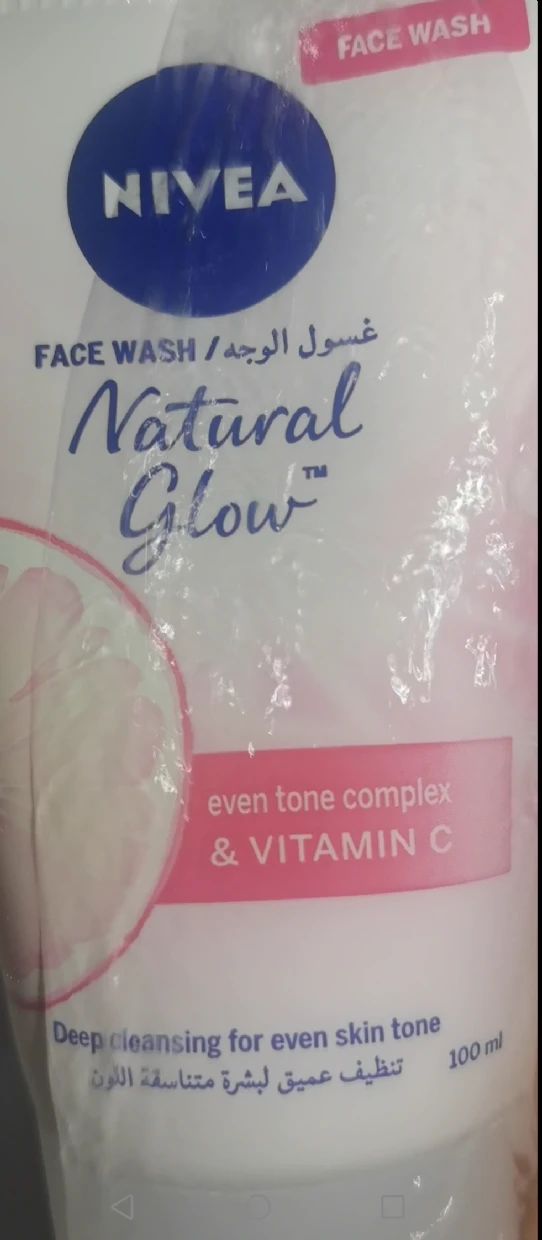 FACE WASH
NIVEA
FACE WASH / غسول الوجه
Natural
Glow™
even tone complex
& VITAMIN C
Deep cleansing for even skin tone
تنظيف عميق لبشرة متناسقة اللون
100 ml